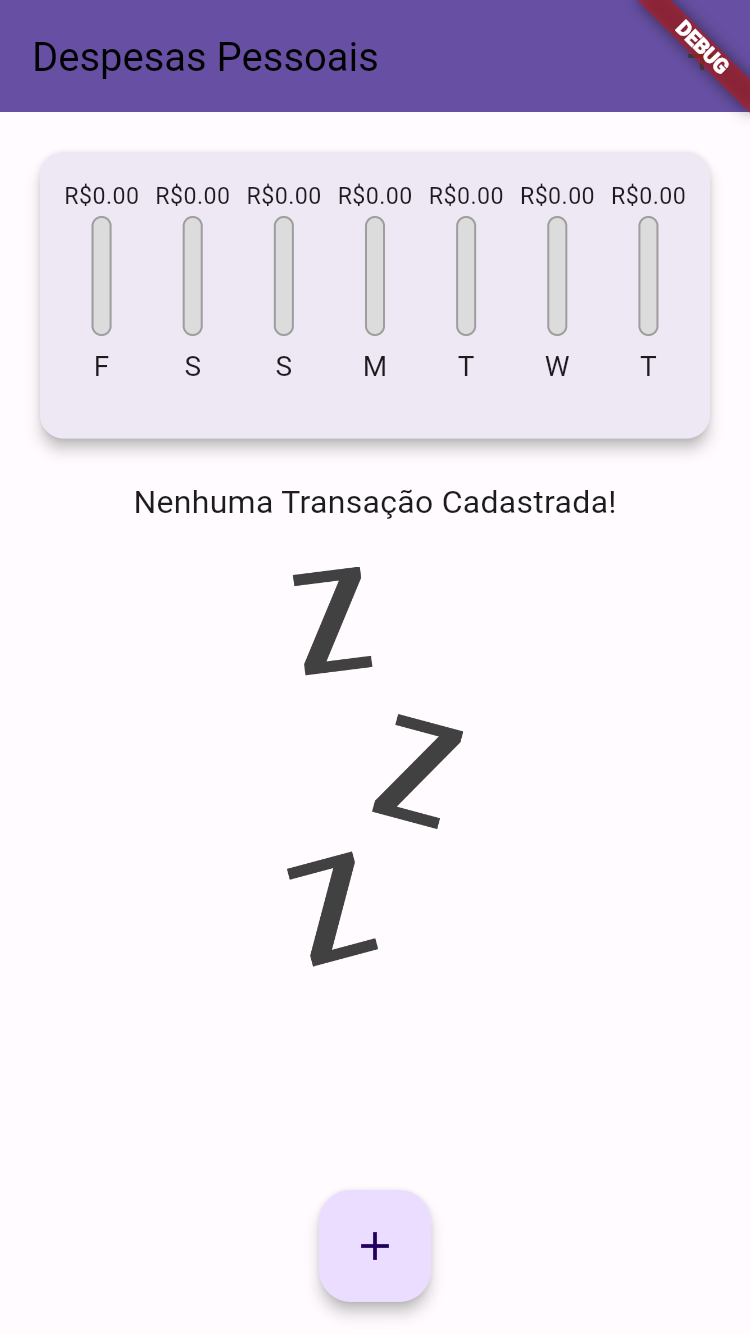 Despesas Pessoais
DEBUG
R$0.00 R$0.00 R$0.00 R$0.00 R$0.00 R$0.00 R$0.00
F S S M T W T
Nenhuma Transação Cadastrada!
Z
Z
Z
+